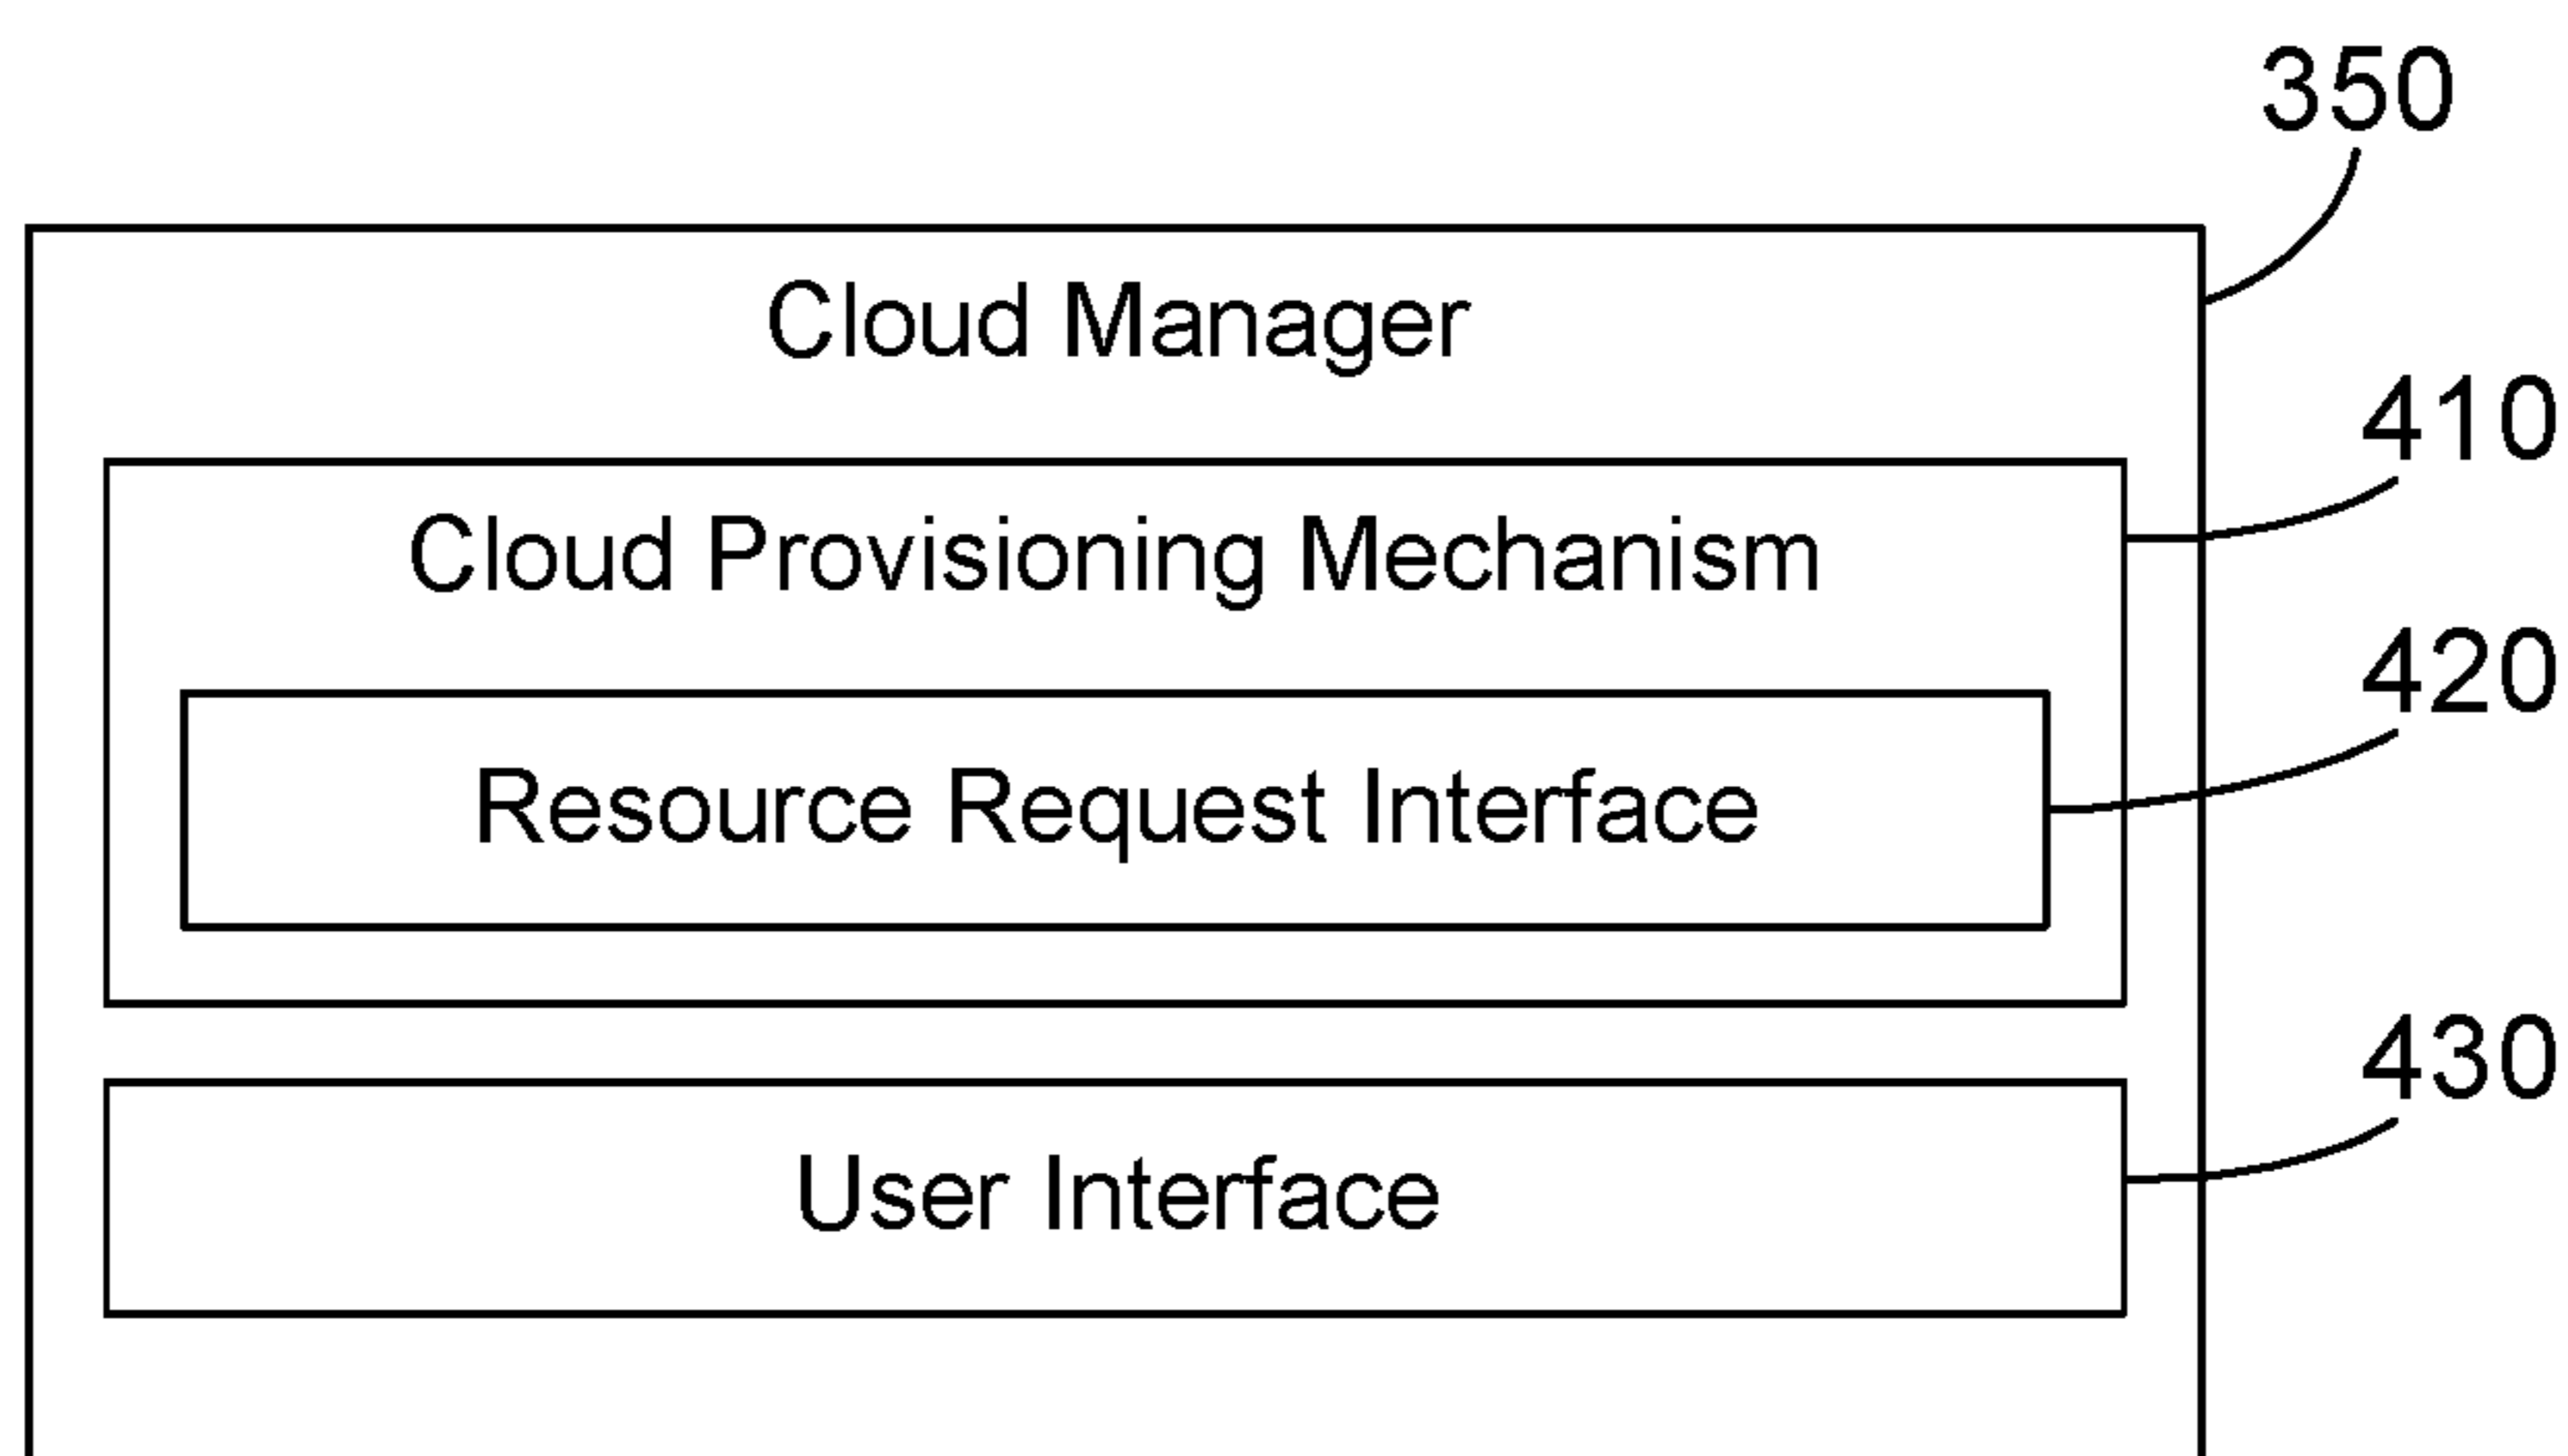 350
Cloud Manager
410
Cloud Provisioning Mechanism
420
Resource Request Interface
430
User Interface